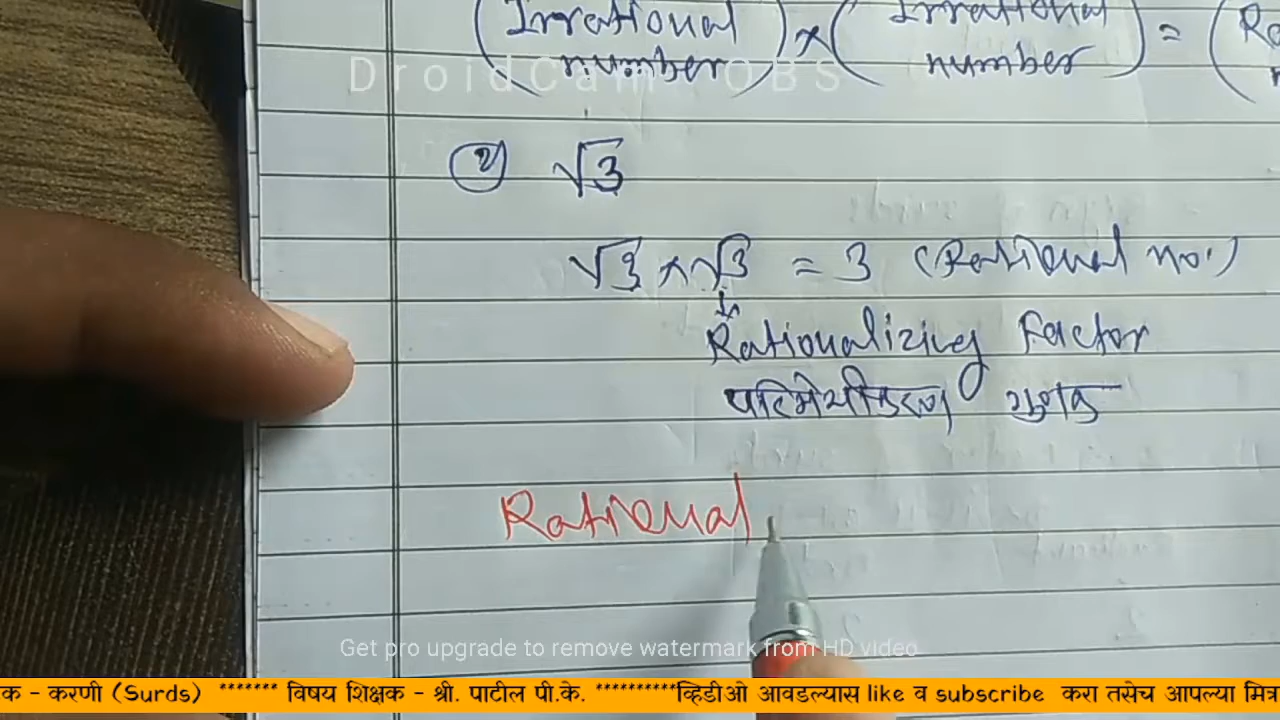 (Irrational number) × (Irrational number) = (Ra
DroidCam OBS
२) √3
√3 × √3 = 3 (Rational no.)
↓
Rationalizing Factor
परिमेयीकरण गुणक
Rational
Get pro upgrade to remove watermark from HD video
क - करणी (Surds) ******* विषय शिक्षक - श्री. पाटील पी.के. **********व्हिडीओ आवडल्यास like व subscribe करा तसेच आपल्या मित्र